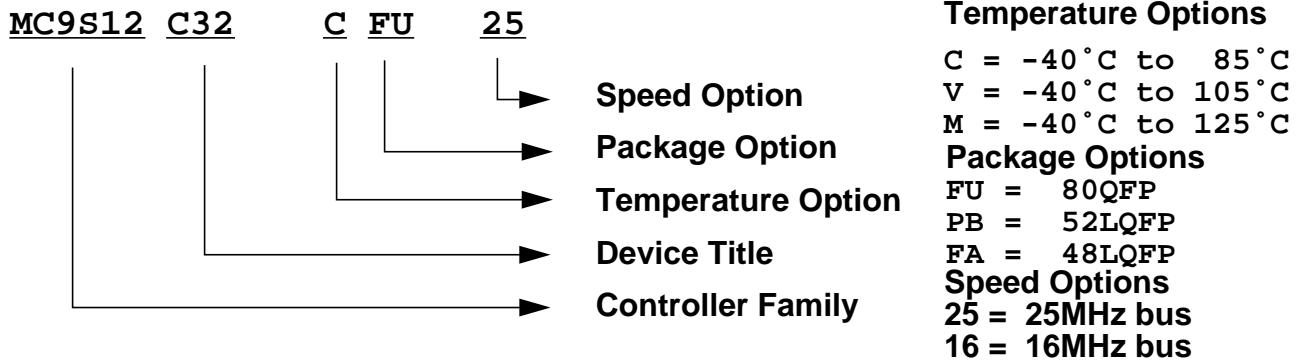 MC9S12 C32 C FU 25
Speed Option
Package Option
Temperature Option
Device Title
Controller Family
Temperature Options
C = -40˚C to 85˚C
V = -40˚C to 105˚C
M = -40˚C to 125˚C
Package Options
FU = 80QFP
PB = 52LQFP
FA = 48LQFP
Speed Options
25 = 25MHz bus
16 = 16MHz bus